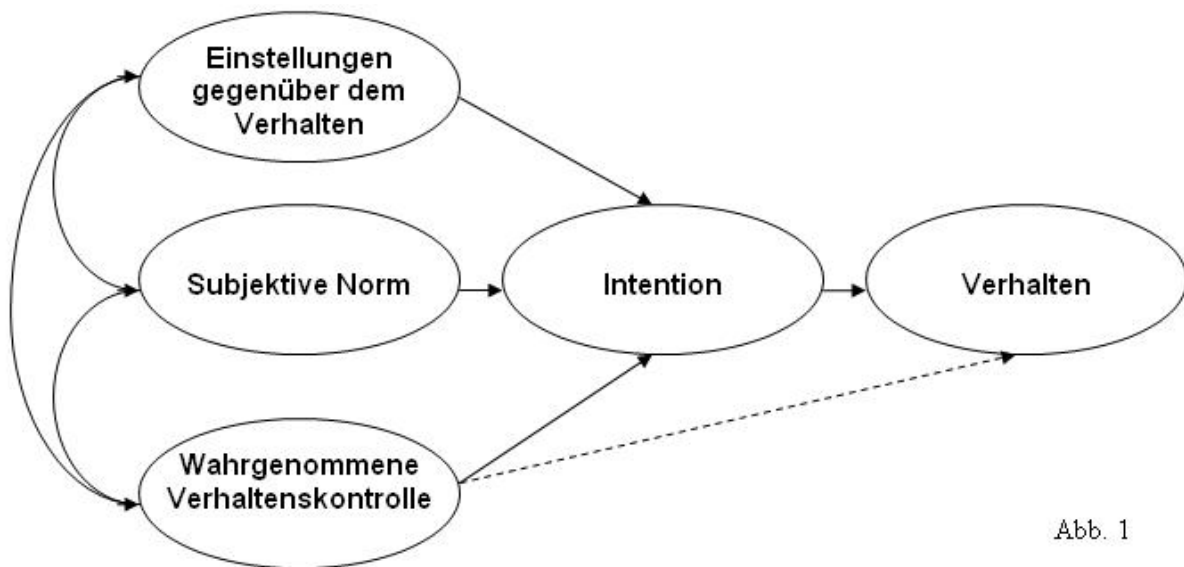 Einstellungen
gegenüber dem
Verhalten
Subjektive Norm
Intention
Verhalten
Wahrgenommene
Verhaltenskontrolle
Abb. 1